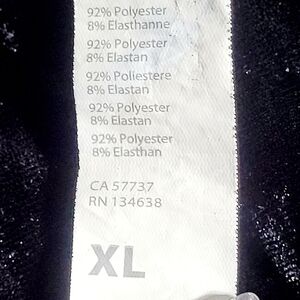 92% Polyester
8% Elasthanne
92% Polyester
8% Elastan
92% Poliestere
8% Elastan
92% Polyester
8% Elastan
92% Polyester
8% Elasthan
CA 57737
RN 134638
XL